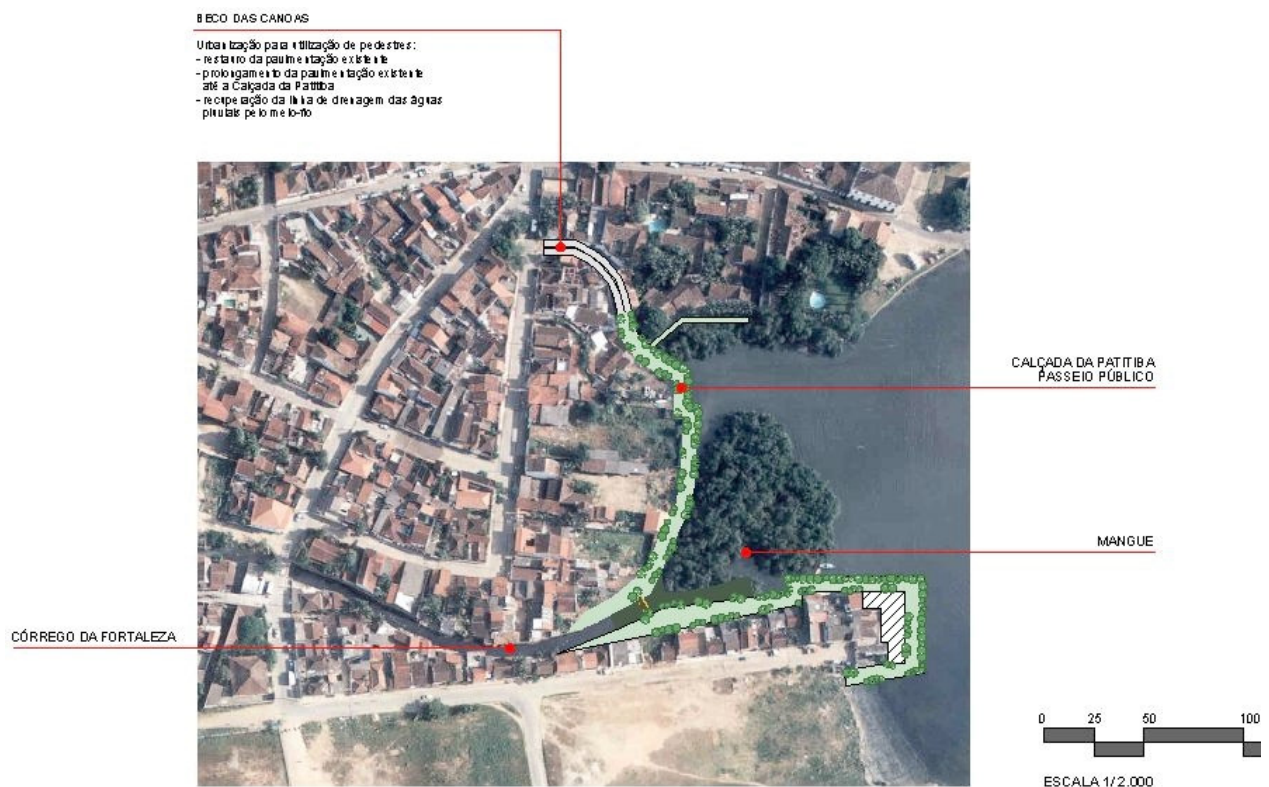 BECO DAS CANOAS
Urbanização para utilização de pedestres:
- restauro da pavimentação existente
- prolongamento da pavimentação existente
até a Calçada da Patitiba
- recuperação da linha de drenagem das águas
pluviais pelo meio-fio
CALÇADA DA PATITIBA
PASSEIO PÚBLICO
MANGUE
CÓRREGO DA FORTALEZA
0 25 50 100
ESCALA 1/2.000